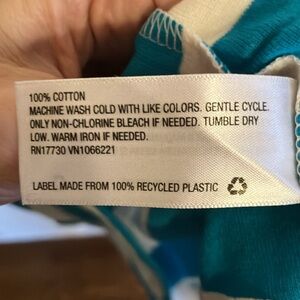 100% COTTON
MACHINE WASH COLD WITH LIKE COLORS. GENTLE CYCLE.
ONLY NON-CHLORINE BLEACH IF NEEDED. TUMBLE DRY
LOW. WARM IRON IF NEEDED.
RN17730 VN1066221
LABEL MADE FROM 100% RECYCLED PLASTIC